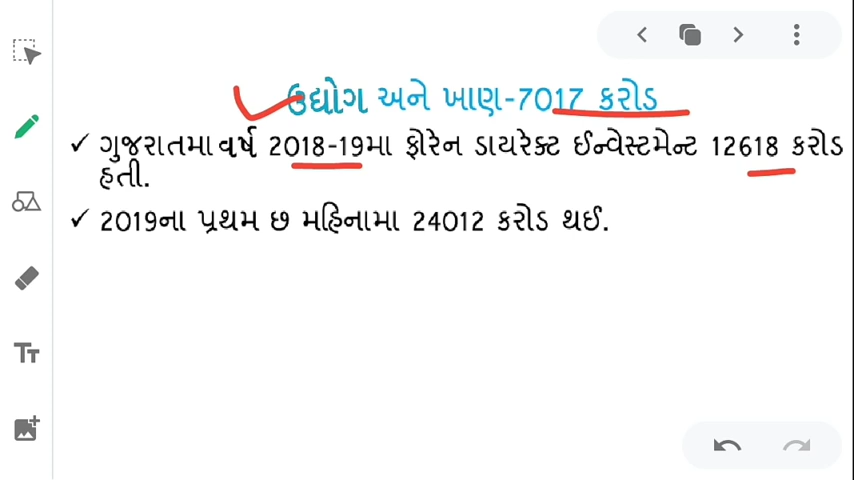 ઉદ્યોગ અને ખાણ-7017 કરોડ
✓ ગુજરાતમા વર્ષ 2018-19મા ફોરેન ડાયરેક્ટ ઈન્વેસ્ટમેન્ટ 12618 કરોડ
હતી.
✓ 2019ના પ્રથમ છ મહિનામા 24012 કરોડ થઈ.
Tт